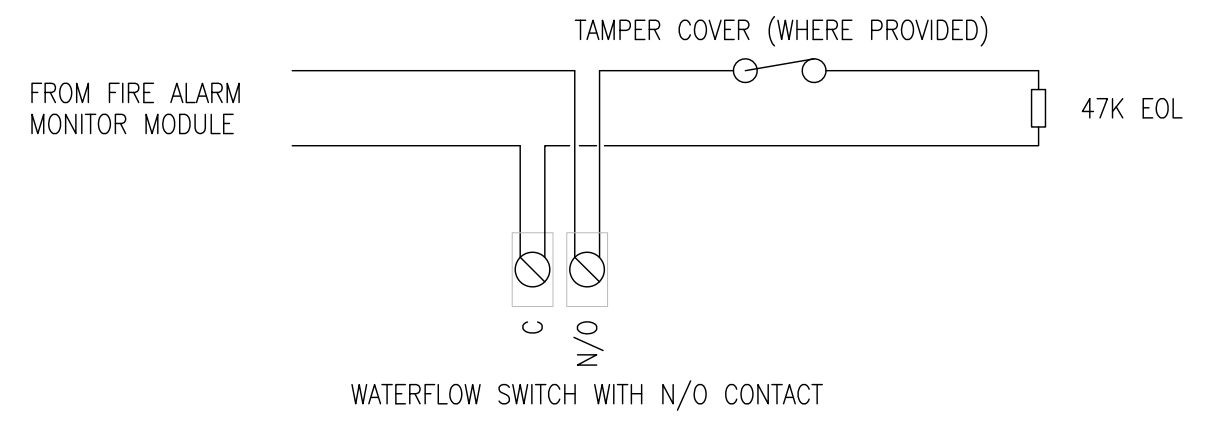 TAMPER COVER (WHERE PROVIDED)
FROM FIRE ALARM
MONITOR MODULE
47K EOL
C
N/O
WATERFLOW SWITCH WITH N/O CONTACT